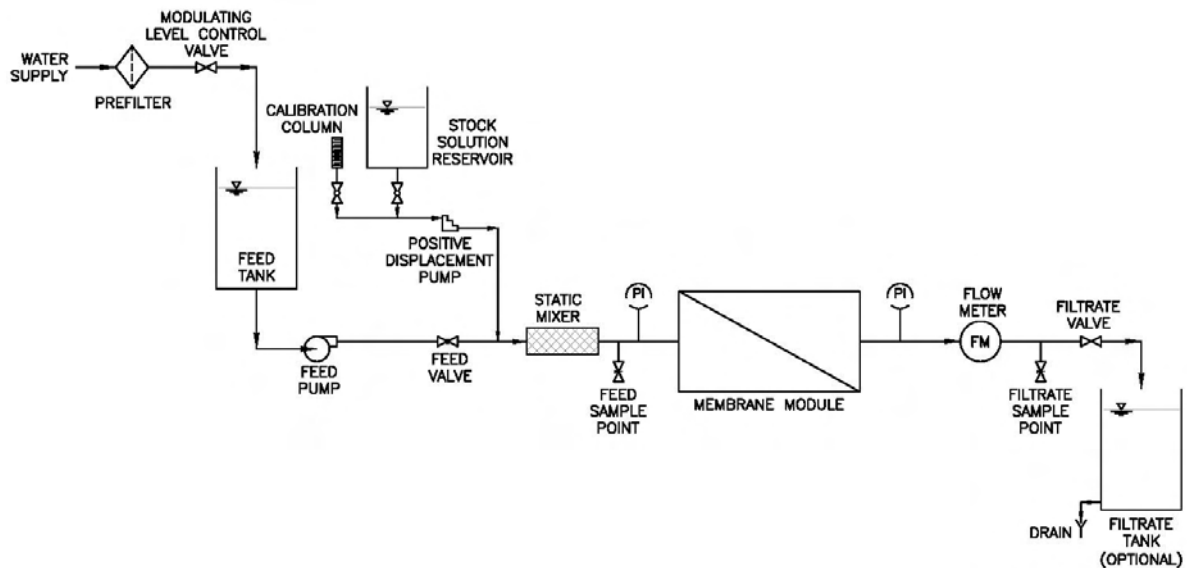 MODULATING
LEVEL CONTROL
VALVE
WATER
SUPPLY
PREFILTER
CALIBRATION
COLUMN
STOCK
SOLUTION
RESERVOIR
FEED
TANK
POSITIVE
DISPLACEMENT
PUMP
STATIC
MIXER
PI
PI
FLOW
METER
FILTRATE
VALVE
FM
FEED
PUMP
FEED
VALVE
FEED
SAMPLE
POINT
MEMBRANE MODULE
FILTRATE
SAMPLE
POINT
DRAIN
FILTRATE
TANK
(OPTIONAL)